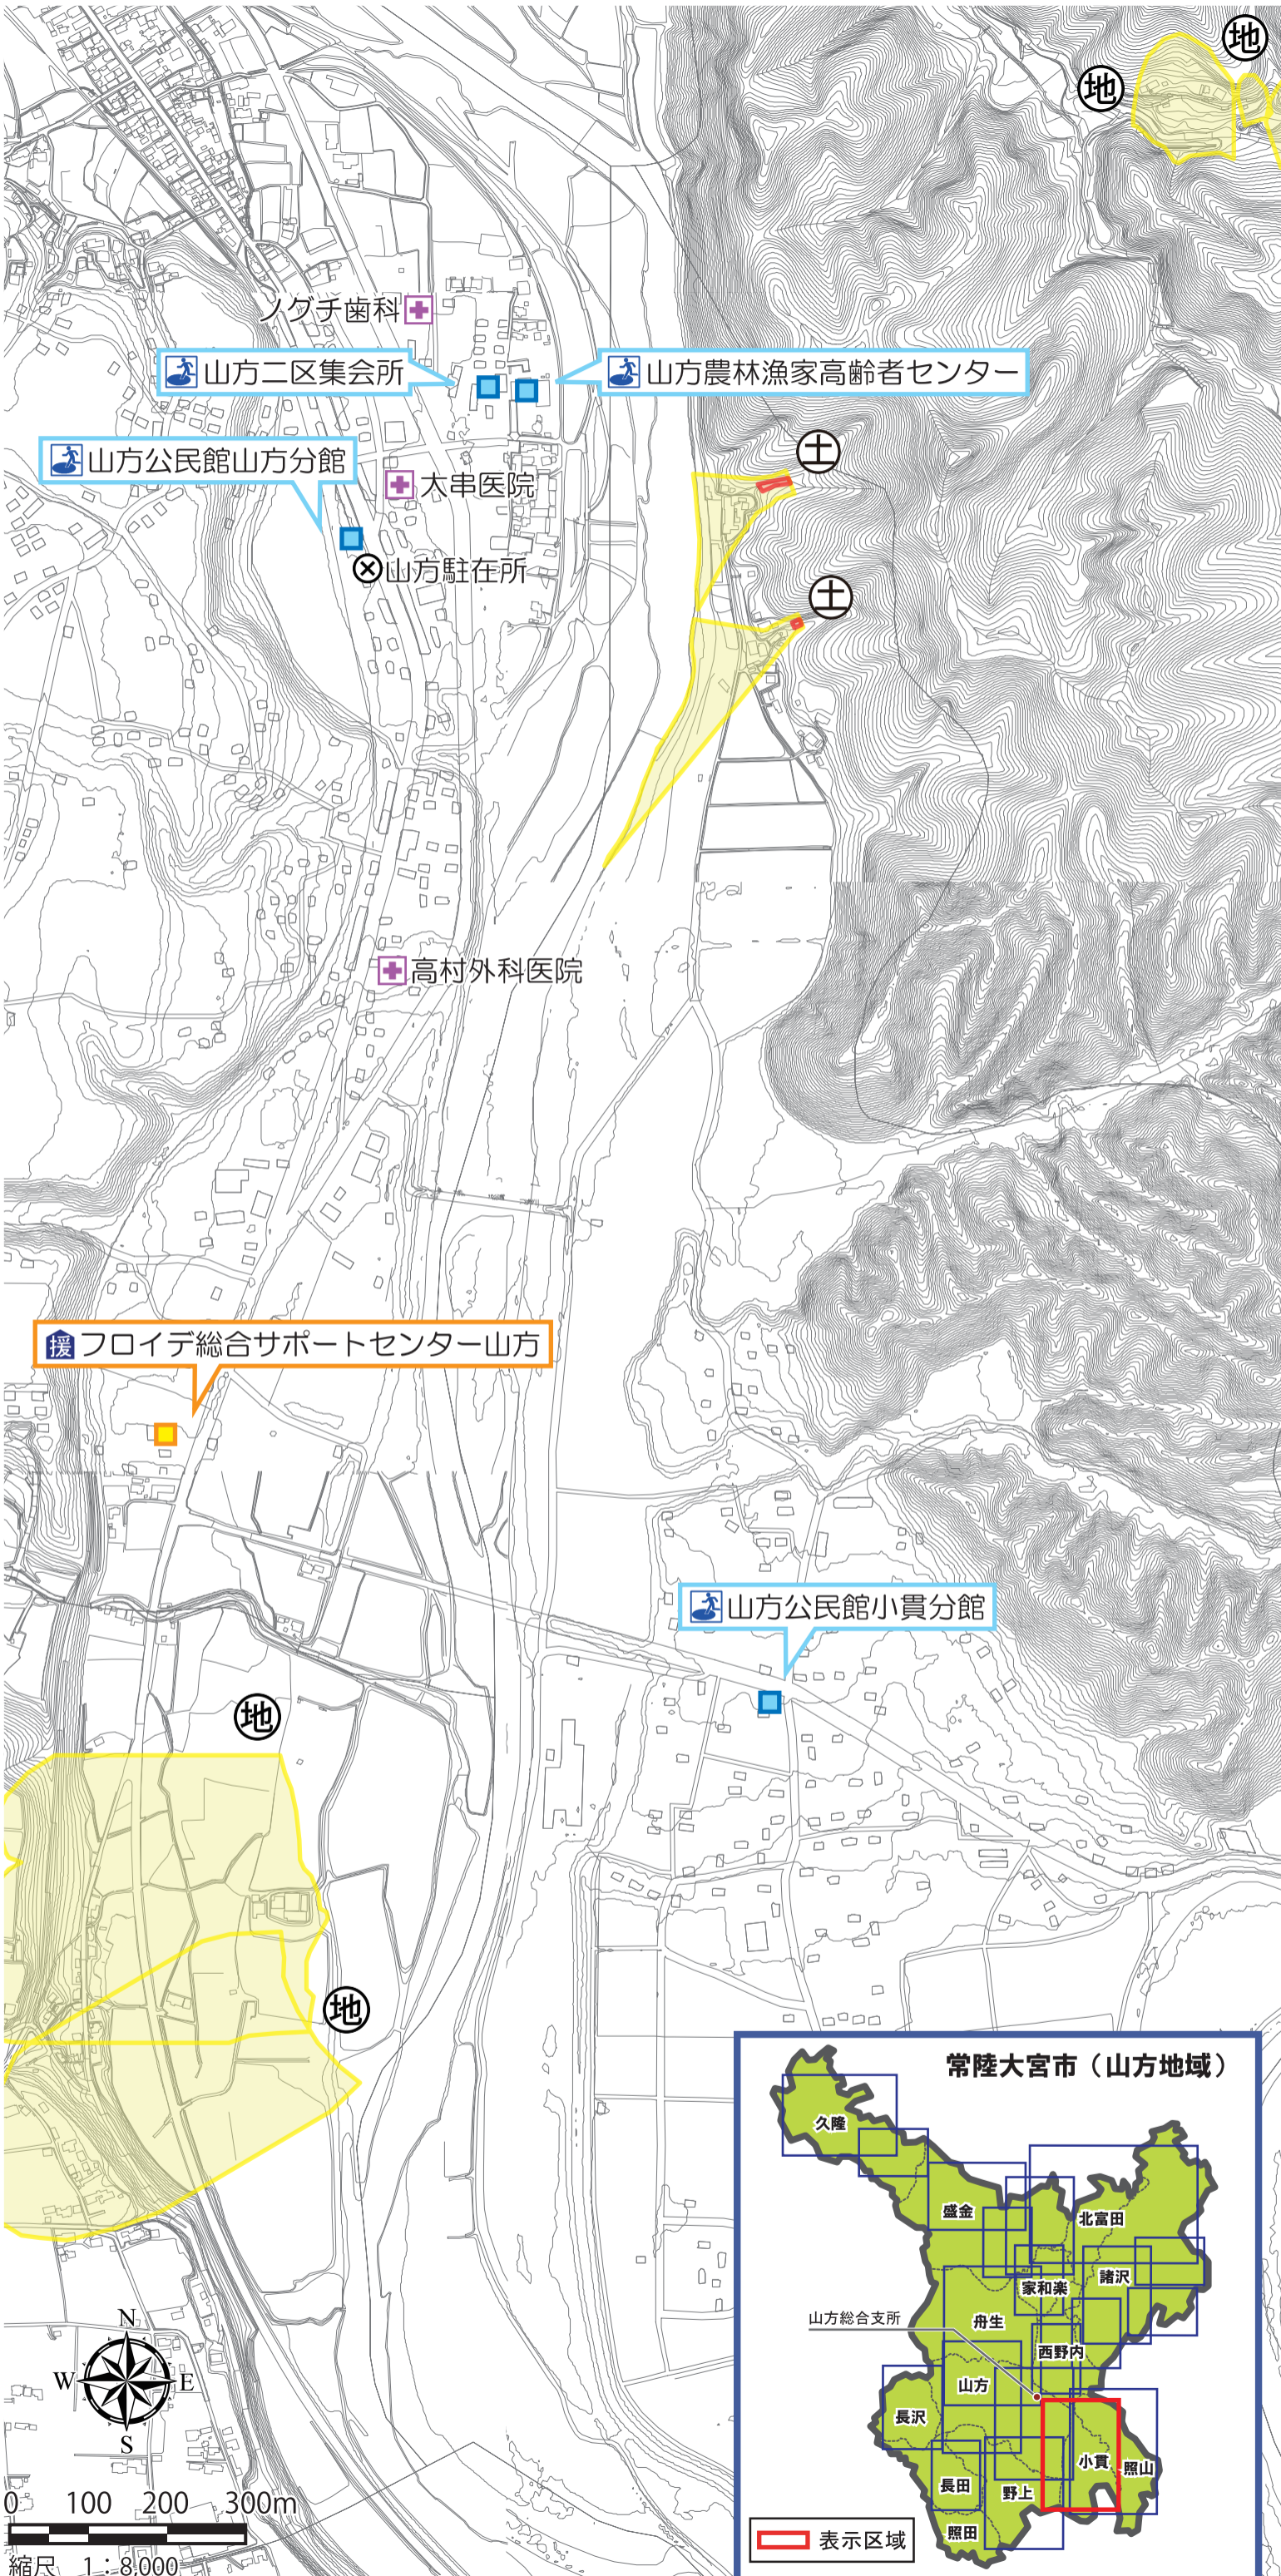 地
地
ノグチ歯科
山方二区集会所
山方農林漁家高齢者センター
山方公民館山方分館
大串医院
土
山方駐在所
土
高村外科医院
援 フロイデ総合サポートセンター山方
山方公民館小貫分館
地
地
常陸大宮市（山方地域）
久隆
盛金
北富田
諸沢
家和楽
山方総合支所
舟生
西野内
山方
長沢
小貫
照山
長田
野上
照田
表示区域
N
W E
S
0 100 200 300m
縮尺 1：8,000